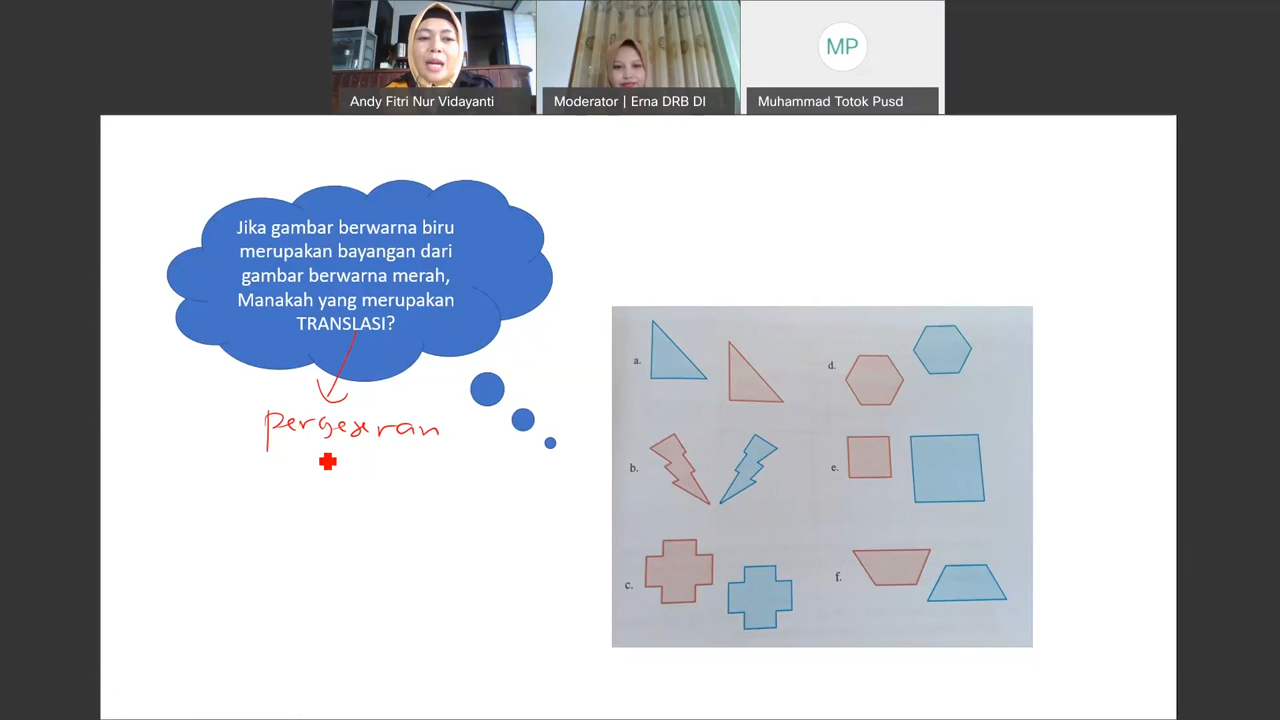 MP
Andy Fitri Nur Vidayanti
Moderator | Erna DRB DI
Muhammad Totok Pusd
Jika gambar berwarna biru
merupakan bayangan dari
gambar berwarna merah,
Manakah yang merupakan
TRANSLASI?
pergeseran
a.
d.
b.
e.
c.
f.